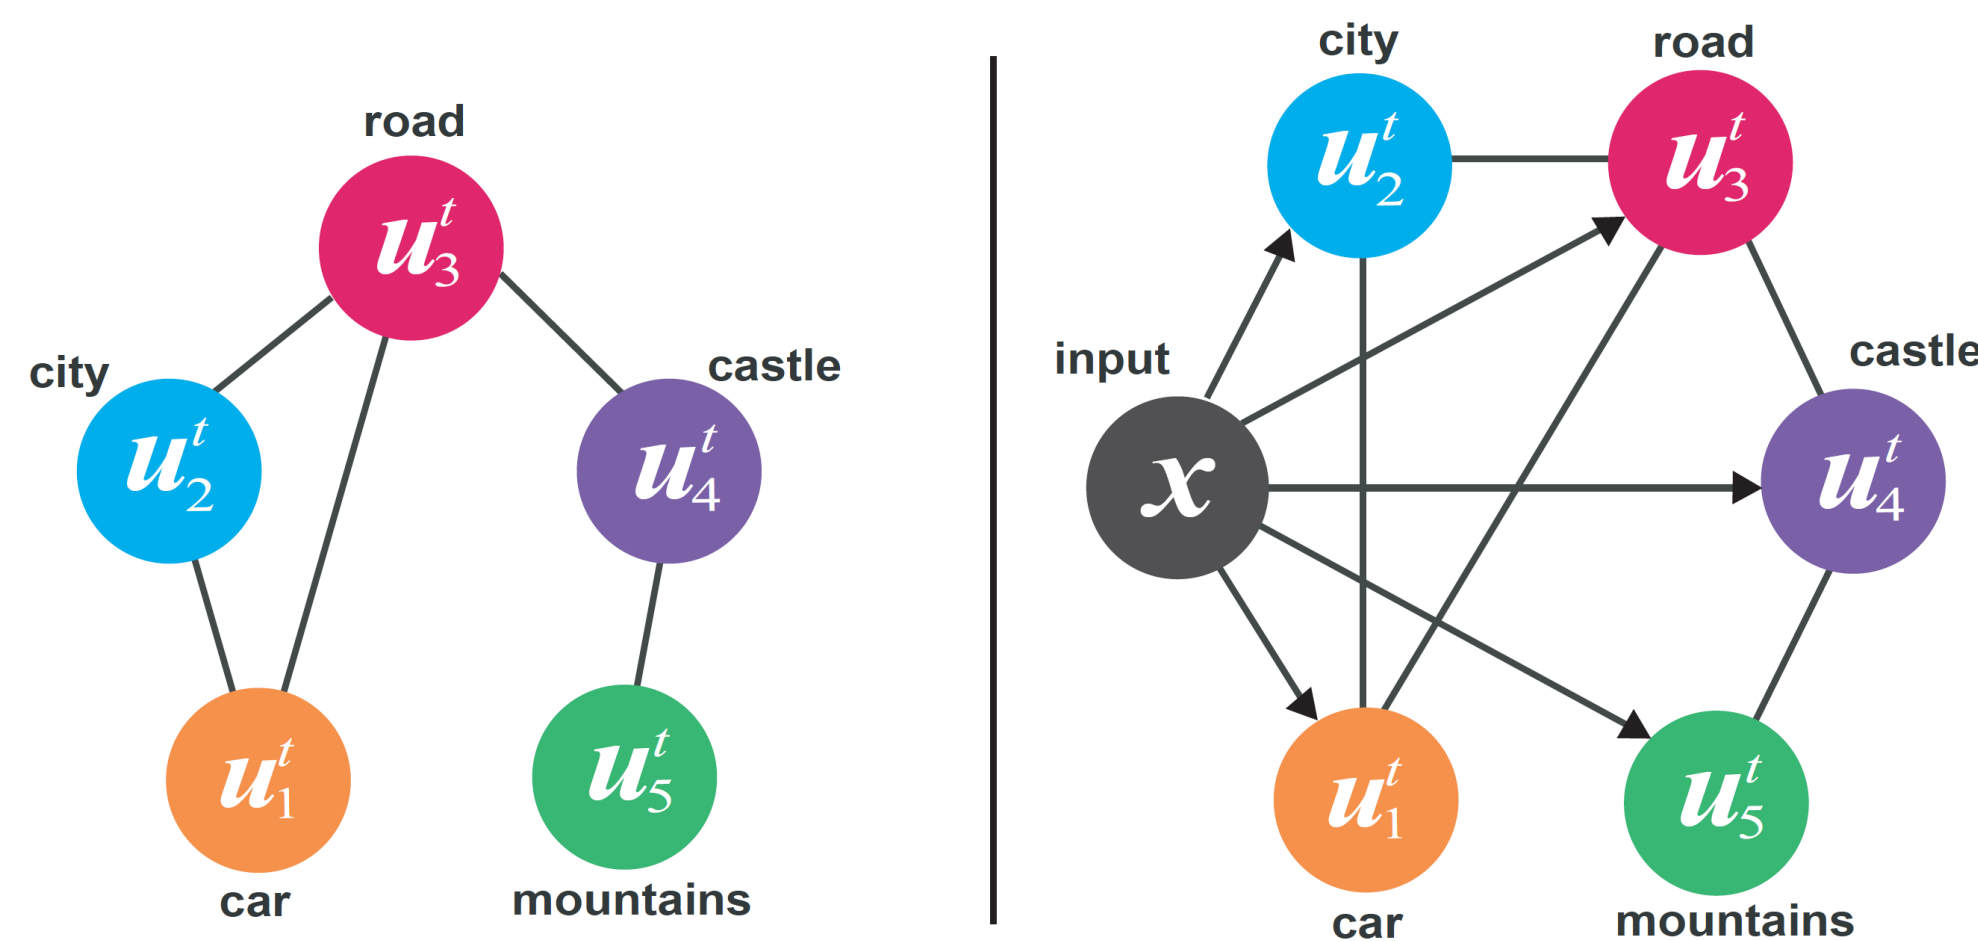 road
u_3^t
city
u_2^t
castle
u_4^t
u_1^t
car
u_5^t
mountains
city
u_2^t
road
u_3^t
input
x
castle
u_4^t
u_1^t
car
u_5^t
mountains